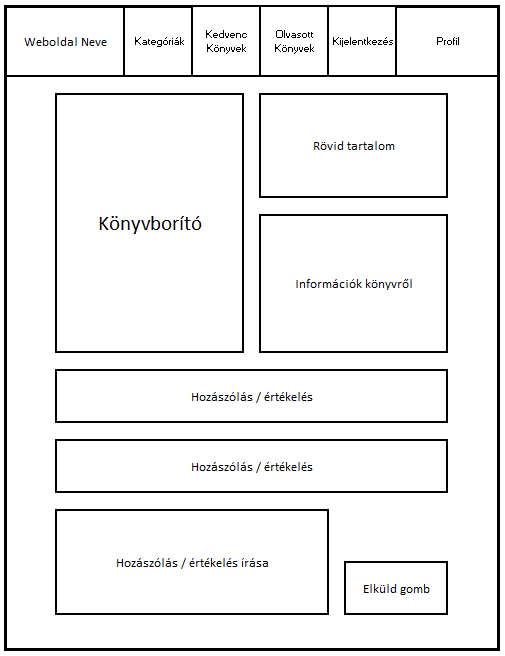 Weboldal Neve
Kategóriák
Kedvenc
Könyvek
Olvasott
Könyvek
Kijelentkezés
Profil
Könyvborító
Rövid tartalom
Információk könyvről
Hozászólás / értékelés
Hozászólás / értékelés
Hozászólás / értékelés írása
Elküld gomb